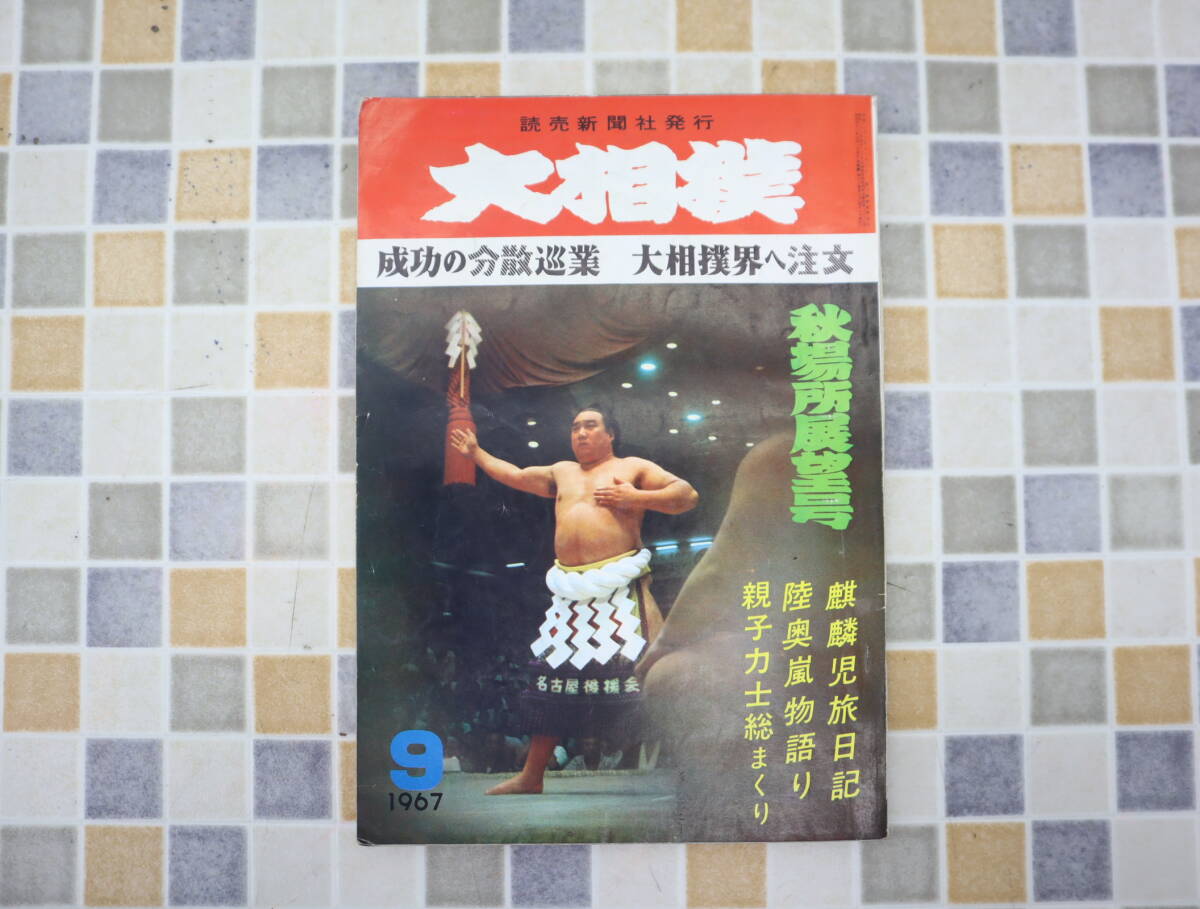 読売新聞社発行
大相撲
成功の分散巡業 大相撲界へ注文
秋場所展望号
麒麟児旅日記
陸奥嵐物語り
親子力士総まくり
名古屋後援会
9
1967